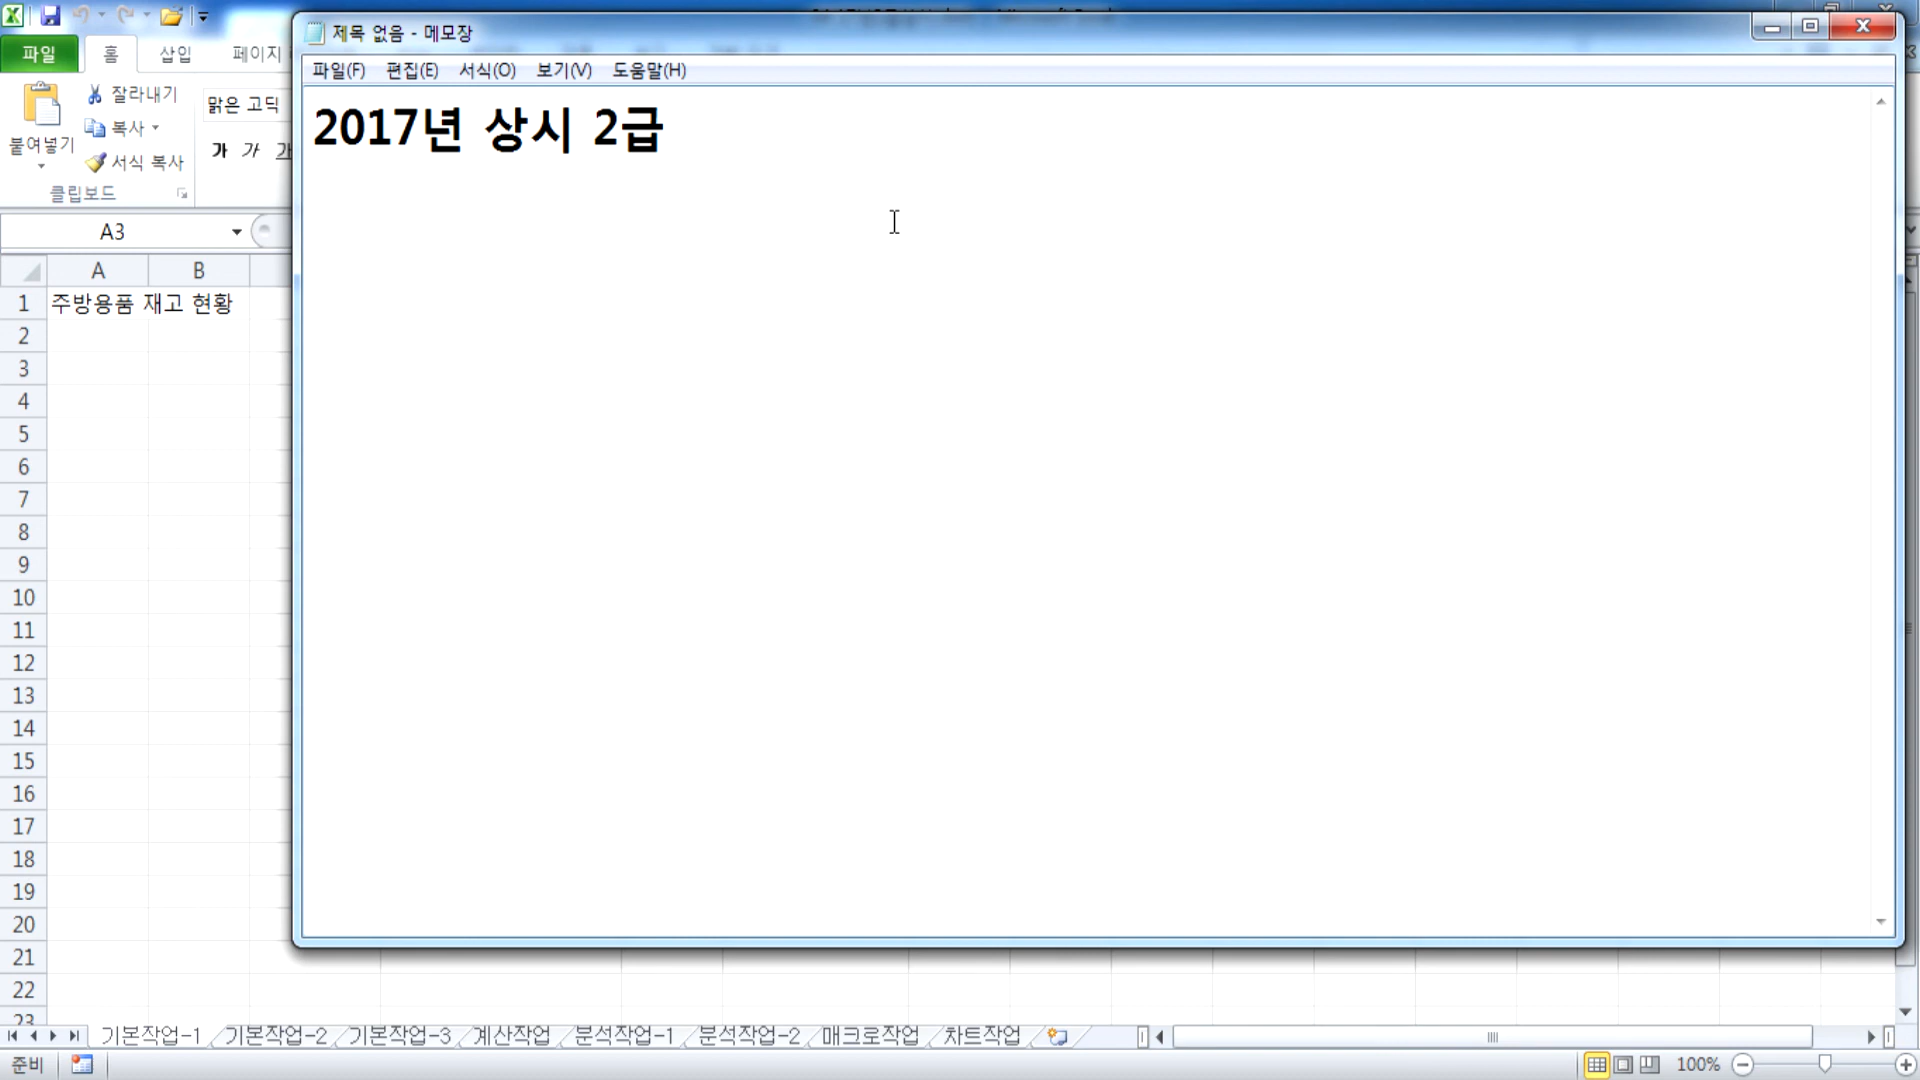 제목 없음 - 메모장
파일 홈 삽입 페이지
파일(F) 편집(E) 서식(O) 보기(V) 도움말(H)
잘라내기
맑은 고딕
복사
붙여넣기
가 가 가
서식 복사
클립보드
2017년 상시 2급
A3
A B
1 주방용품 재고 현황
2
3
4
5
6
7
8
9
10
11
12
13
14
15
16
17
18
19
20
21
22
23
기본작업-1 기본작업-2 기본작업-3 계산작업 분석작업-1 분석작업-2 매크로작업 차트작업
준비 100%